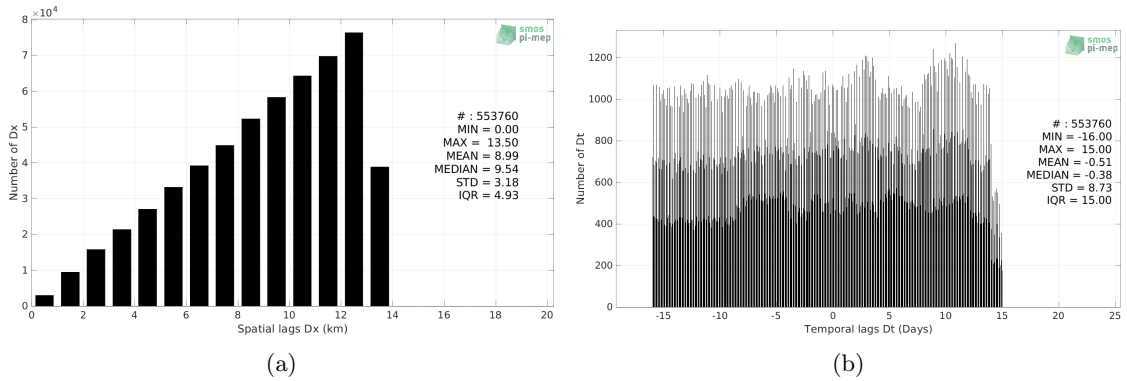 ×10^4
8
7
6
5
4
3
2
1
0
Number of Dx
0 2 4 6 8 10 12 14 16 18 20
Spatial lags Dx (km)
smos
pi-mep
# : 553760
MIN = 0.00
MAX = 13.50
MEAN = 8.99
MEDIAN = 9.54
STD = 3.18
IQR = 4.93
(a)
1200
1000
800
600
400
200
0
Number of Dt
-15 -10 -5 0 5 10 15 20 25
Temporal lags Dt (Days)
smos
pi-mep
# : 553760
MIN = -16.00
MAX = 15.00
MEAN = -0.51
MEDIAN = -0.38
STD = 8.73
IQR = 15.00
(b)